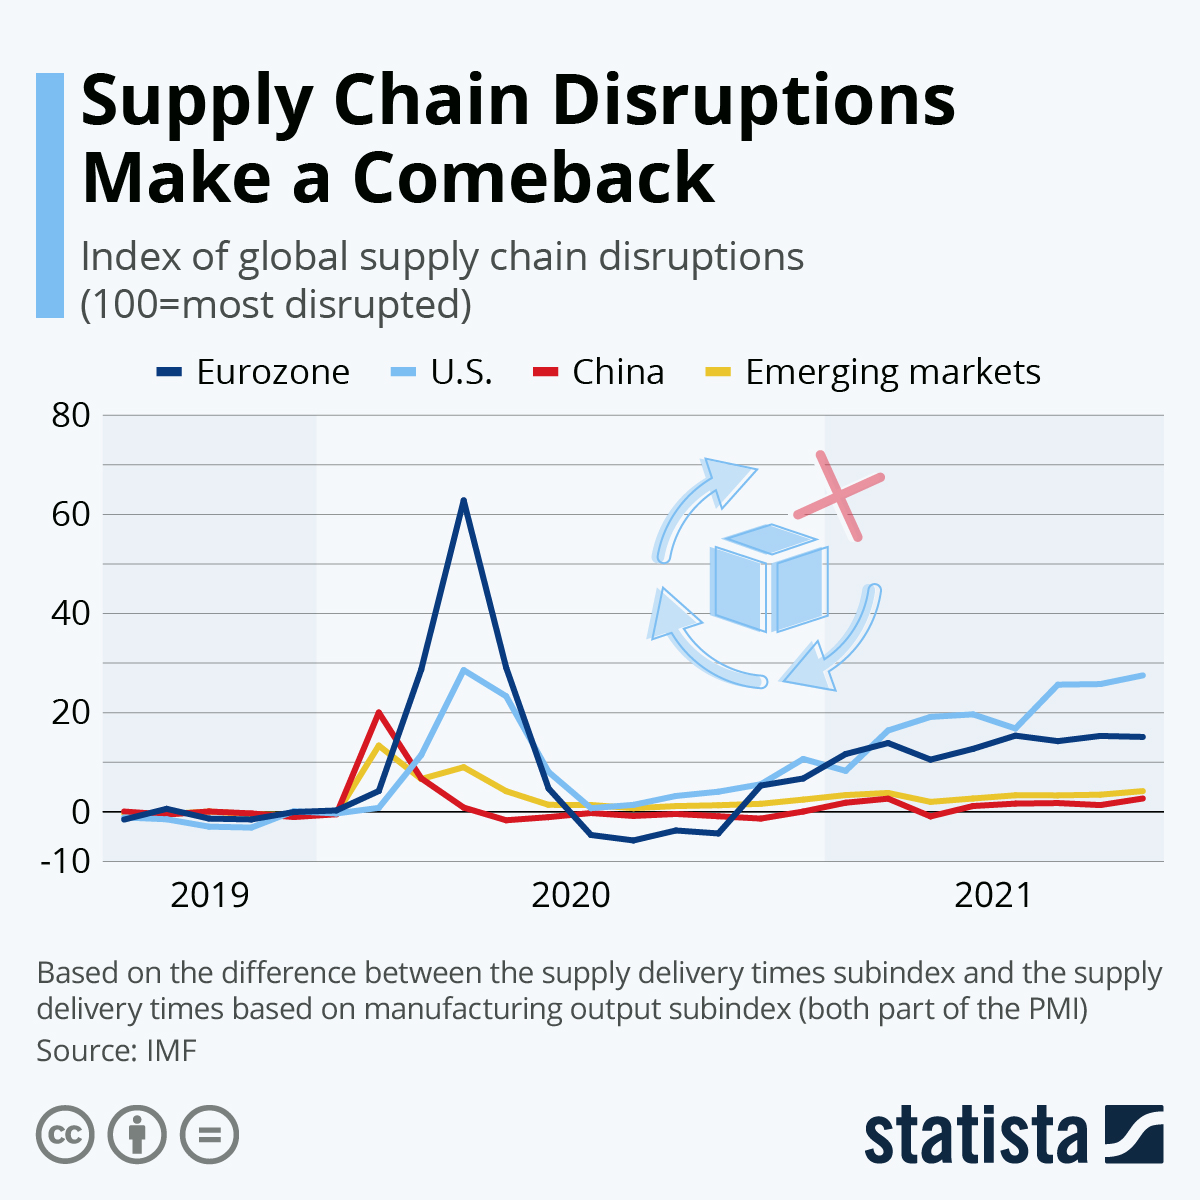 Supply Chain Disruptions
Make a Comeback
Index of global supply chain disruptions
(100=most disrupted)
Eurozone U.S. China Emerging markets
80
60
40
20
0
-10
2019 2020 2021
Based on the difference between the supply delivery times subindex and the supply
delivery times based on manufacturing output subindex (both part of the PMI)
Source: IMF
cc
statista